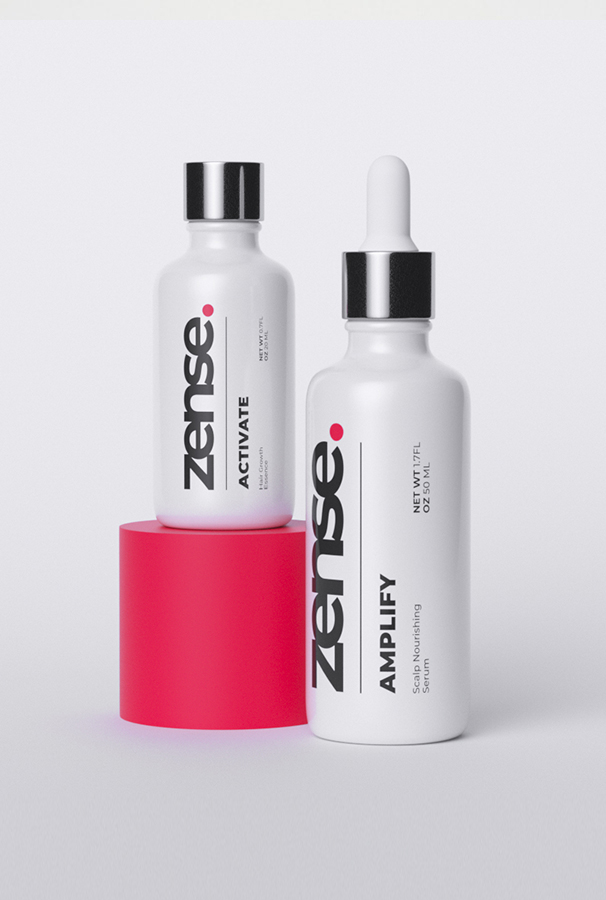 zense.
ACTIVATE
Hair Growth
Essence
NET WT 0.7FL
OZ 20 ML
zense.
AMPLIFY
Scalp Nourishing
Serum
NET WT 1.7FL
OZ 50 ML